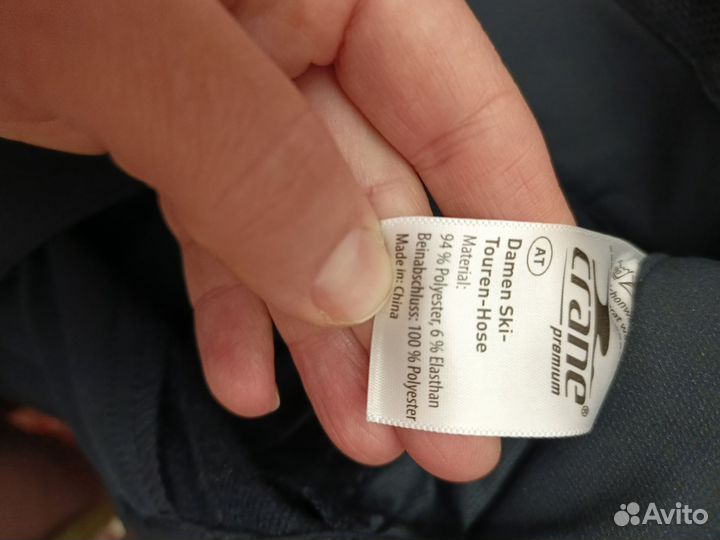 crane®
premium
AT
Damen Ski-
Touren-Hose
Material:
94 % Polyester, 6 % Elasthan
Beinabschluss: 100 % Polyester
Made in: China
Avito